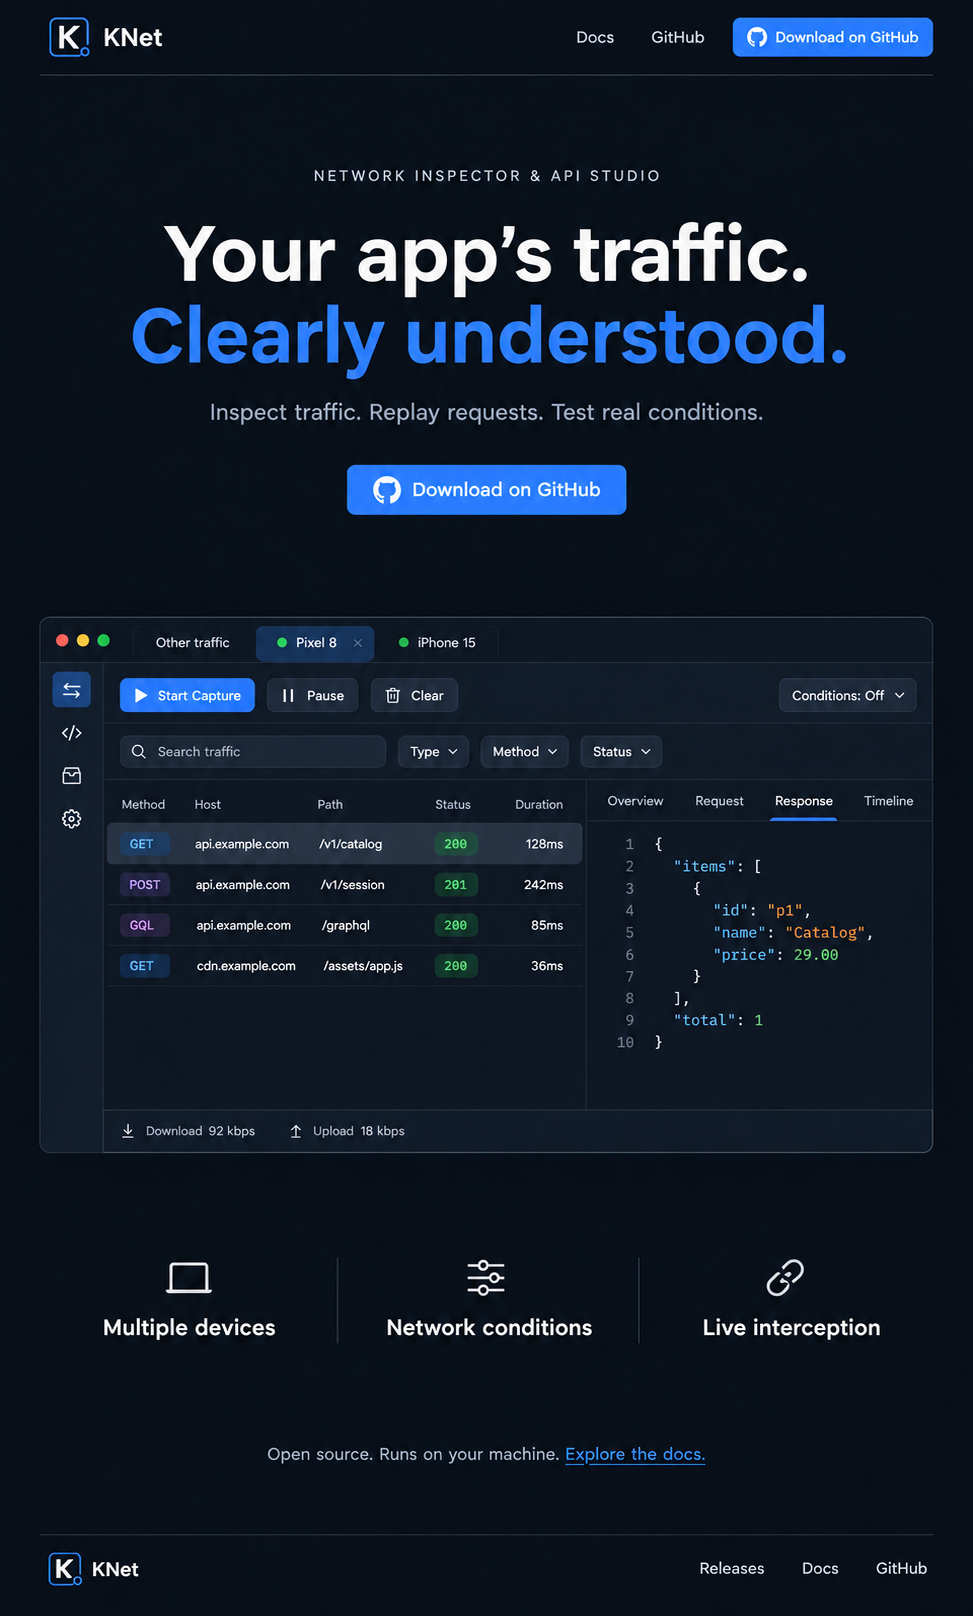 K KNet
Docs GitHub Download on GitHub
NETWORK INSPECTOR & API STUDIO
Your app’s traffic.
Clearly understood.
Inspect traffic. Replay requests. Test real conditions.
Download on GitHub
Other traffic Pixel 8 × iPhone 15
Start Capture Pause Clear Conditions: Off
Search traffic Type Method Status
Method Host Path Status Duration
GET api.example.com /v1/catalog 200 128ms
POST api.example.com /v1/session 201 242ms
GQL api.example.com /graphql 200 85ms
GET cdn.example.com /assets/app.js 200 36ms
Overview Request Response Timeline
1 {
2 "items": [
3 {
4 "id": "p1",
5 "name": "Catalog",
6 "price": 29.00
7 }
8 ],
9 "total": 1
10 }
Download 92 kbps Upload 18 kbps
Multiple devices
Network conditions
Live interception
Open source. Runs on your machine. Explore the docs.
K KNet
Releases Docs GitHub